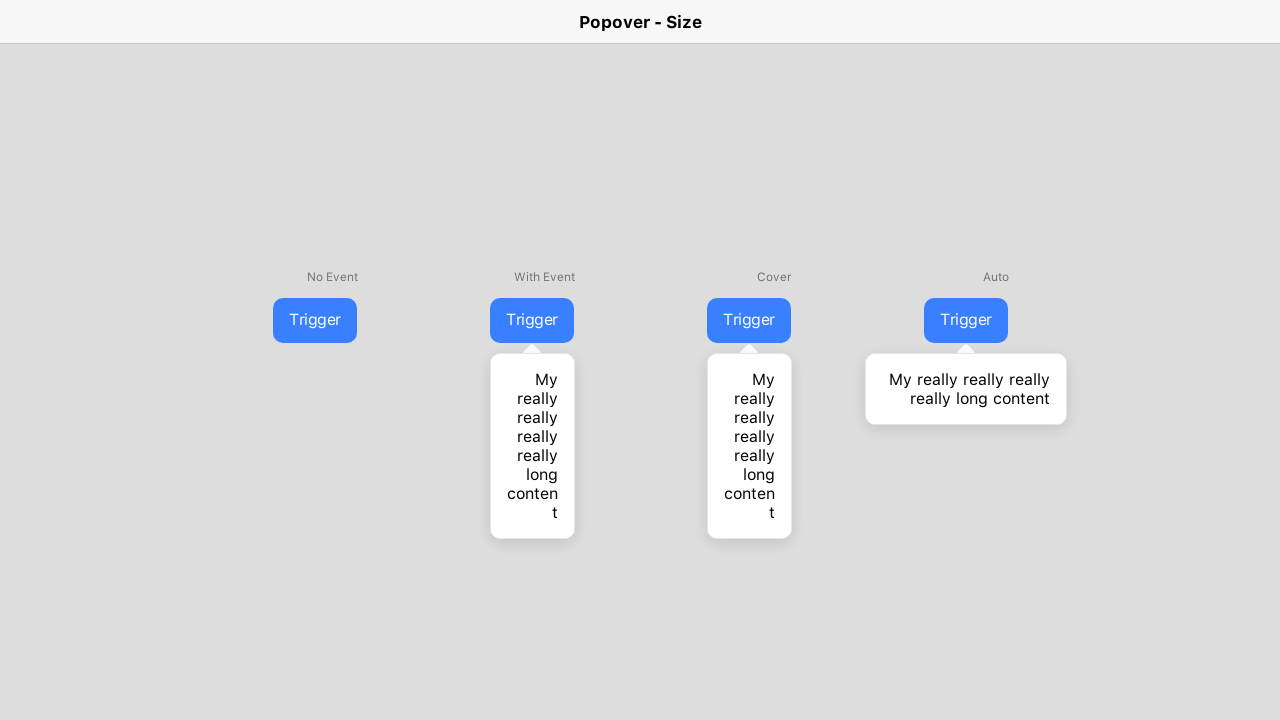 Popover - Size
No Event
With Event
Cover
Auto
Trigger
Trigger
Trigger
Trigger
My
really
really
really
really
long
conten
t
My
really
really
really
really
long
conten
t
My really really really
really long content